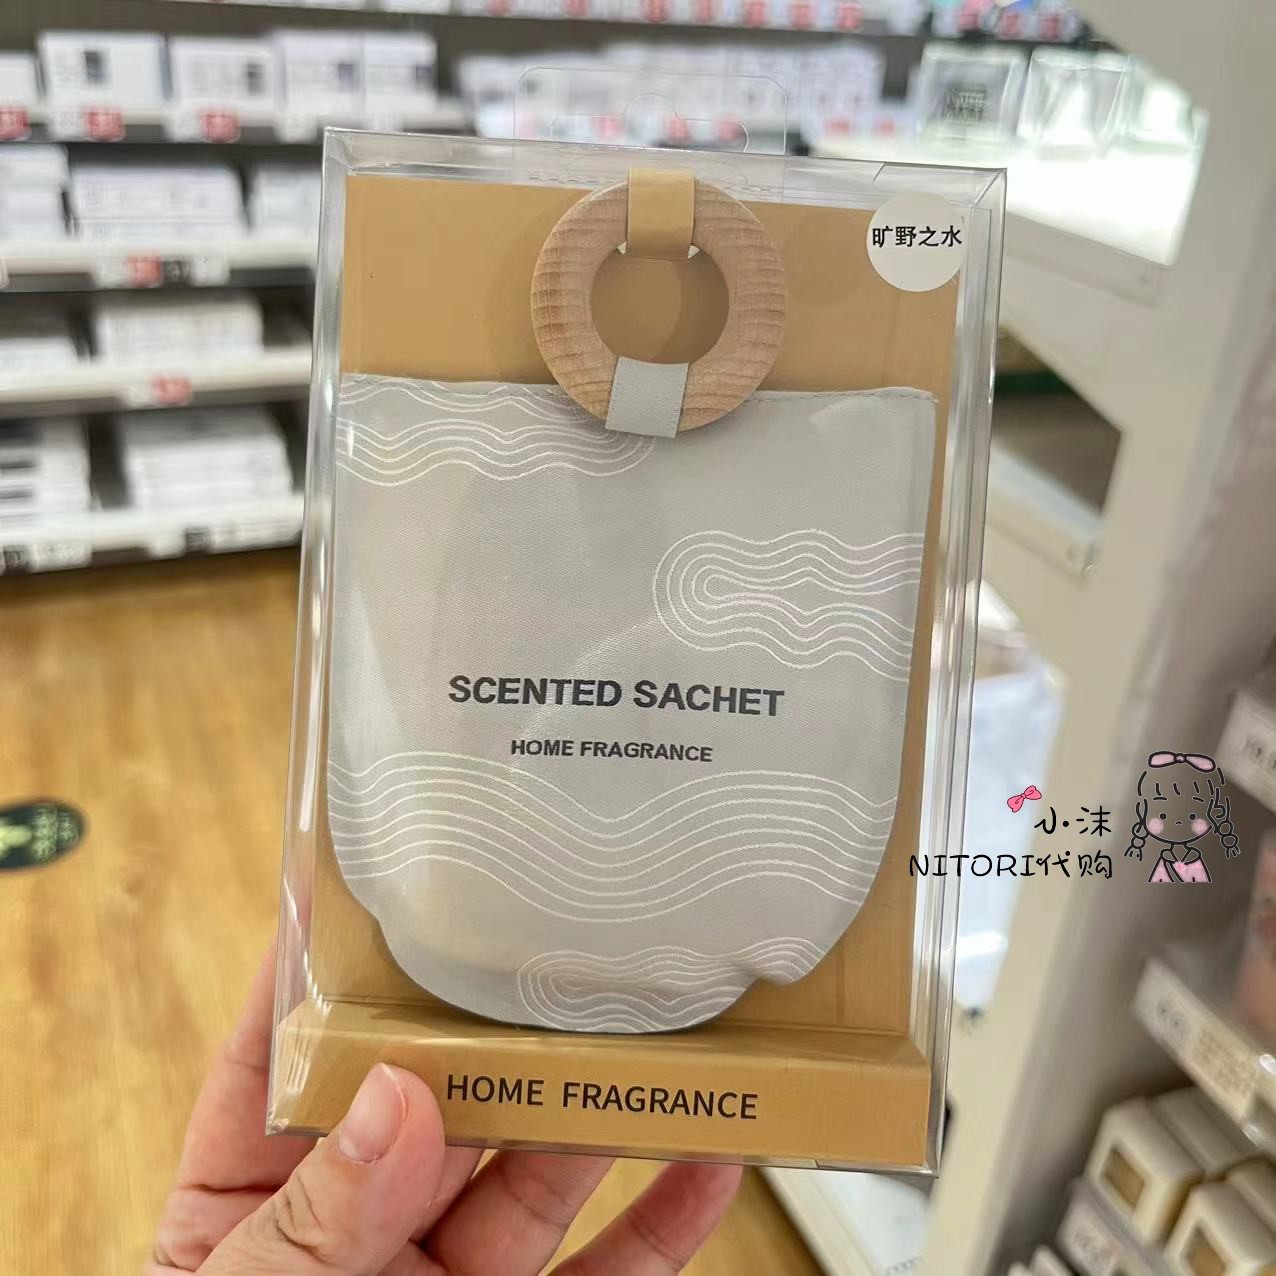 旷野之水
SCENTED SACHET
HOME FRAGRANCE
小沫
NITORI代购
HOME FRAGRANCE